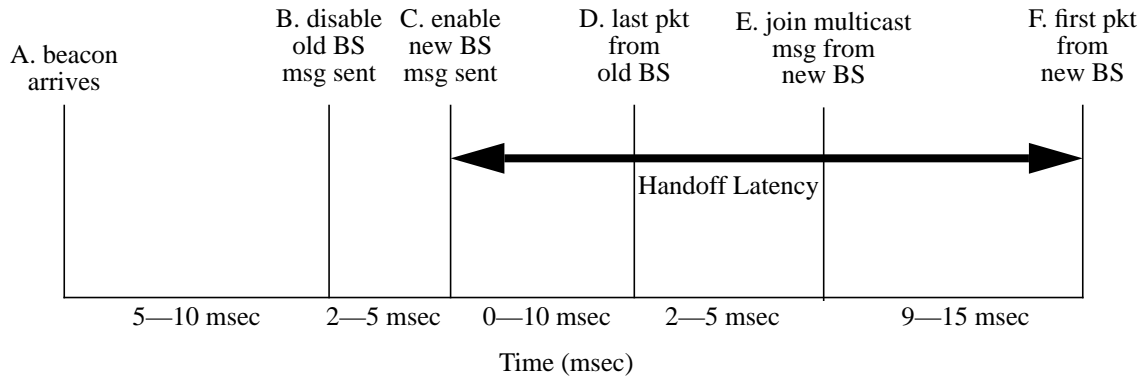 A. beacon
arrives
B. disable
old BS
msg sent
C. enable
new BS
msg sent
D. last pkt
from
old BS
E. join multicast
msg from
new BS
F. first pkt
from
new BS
Handoff Latency
5—10 msec
2—5 msec
0—10 msec
2—5 msec
9—15 msec
Time (msec)